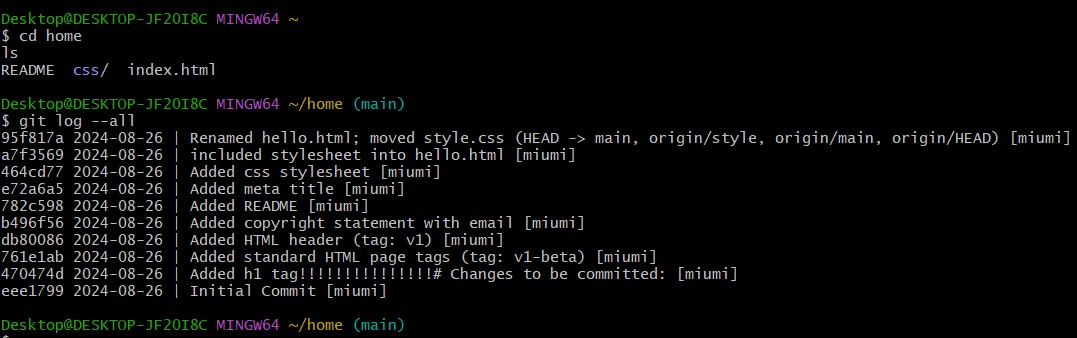 Desktop@DESKTOP-JF2OI8C MINGW64 ~
$ cd home
ls
README  css/  index.html

Desktop@DESKTOP-JF2OI8C MINGW64 ~/home (main)
$ git log --all
95f817a 2024-08-26 | Renamed hello.html; moved style.css (HEAD -> main, origin/style, origin/main, origin/HEAD) [miumi]
a7f3569 2024-08-26 | included stylesheet into hello.html [miumi]
464cd77 2024-08-26 | Added css stylesheet [miumi]
e72a6a5 2024-08-26 | Added meta title [miumi]
782c598 2024-08-26 | Added README [miumi]
b496f56 2024-08-26 | Added copyright statement with email [miumi]
db80086 2024-08-26 | Added HTML header (tag: v1) [miumi]
761e1ab 2024-08-26 | Added standard HTML page tags (tag: v1-beta) [miumi]
470474d 2024-08-26 | Added h1 tag!!!!!!!!!!!!!!!# Changes to be committed: [miumi]
eee1799 2024-08-26 | Initial Commit [miumi]

Desktop@DESKTOP-JF2OI8C MINGW64 ~/home (main)
$